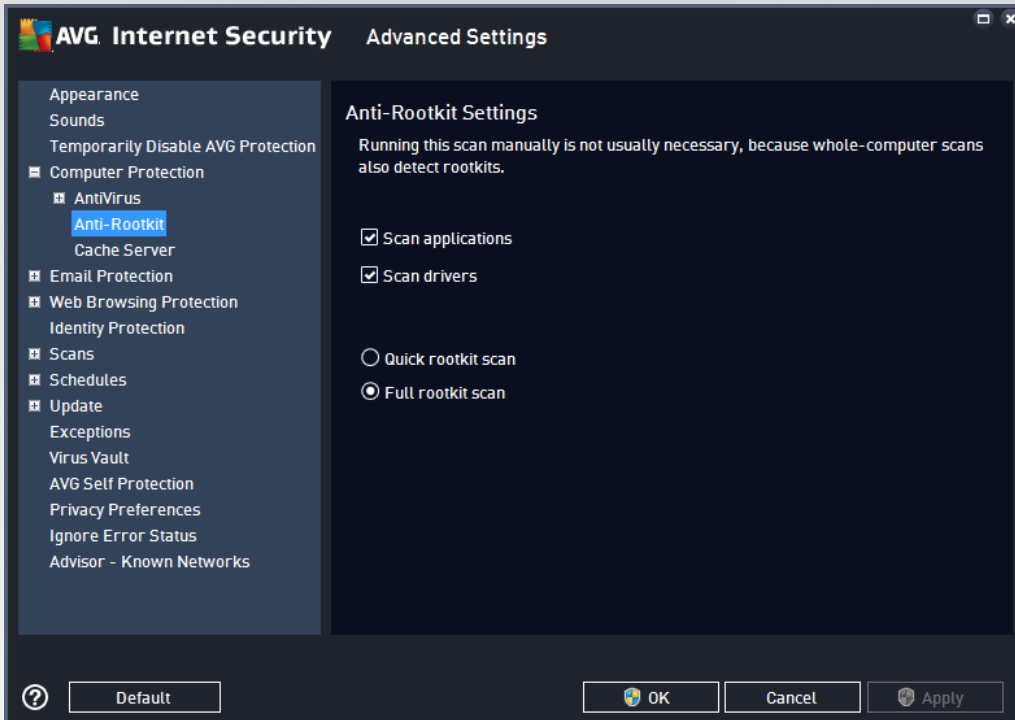 AVG Internet Security Advanced Settings
Appearance
Sounds
Temporarily Disable AVG Protection
Computer Protection
AntiVirus
Anti-Rootkit
Cache Server
Email Protection
Web Browsing Protection
Identity Protection
Scans
Schedules
Update
Exceptions
Virus Vault
AVG Self Protection
Privacy Preferences
Ignore Error Status
Advisor - Known Networks
Anti-Rootkit Settings
Running this scan manually is not usually necessary, because whole-computer scans
also detect rootkits.
Scan applications
Scan drivers
Quick rootkit scan
Full rootkit scan
? Default OK Cancel Apply